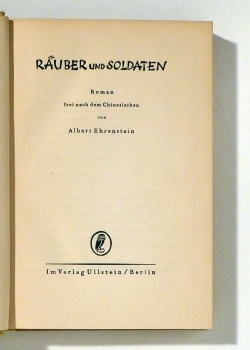 RÄUBER UND SOLDATEN
Roman
frei nach dem Chinesischen
von
Albert Ehrenstein
Im Verlag Ullstein / Berlin